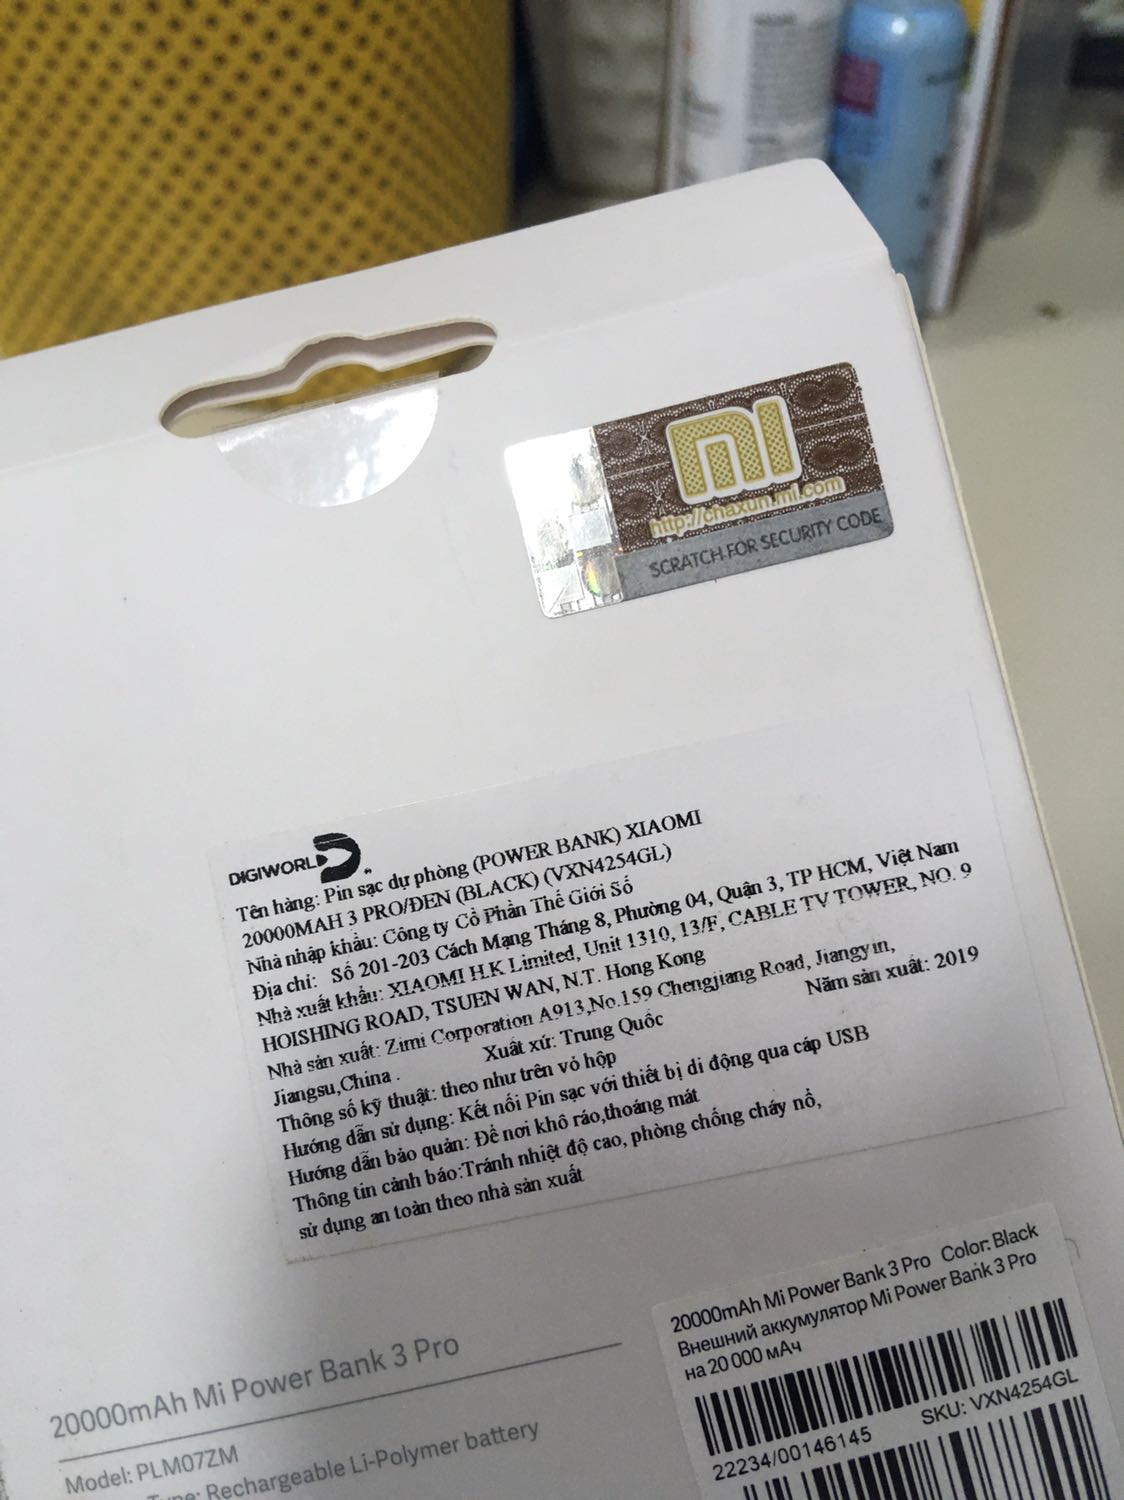 mi
http://chaxun.mi.com
SCRATCH FOR SECURITY CODE
DIGIWORLD
Tên hàng: Pin sạc dự phòng (POWER BANK) XIAOMI
20000MAH 3 PRO/ĐEN (BLACK) (VXN4254GL)
Nhà nhập khẩu: Công ty Cổ Phần Thế Giới Số
Địa chỉ: Số 201-203 Cách Mạng Tháng 8, Phường 04, Quận 3, TP HCM, Việt Nam
Nhà xuất khẩu: XIAOMI H.K Limited, Unit 1310, 13/F, CABLE TV TOWER, NO. 9
HOISHING ROAD, TSUEN WAN, N.T. Hong Kong
Nhà sản xuất: Zimi Corporation A913,No.159 Chengjiang Road, Jiangyin,
Jiangsu,China . Xuất xứ: Trung Quốc Năm sản xuất: 2019
Thông số kỹ thuật: theo như trên vỏ hộp
Hướng dẫn sử dụng: Kết nối Pin sạc với thiết bị di động qua cáp USB
Hướng dẫn bảo quản: Để nơi khô ráo,thoáng mát
Thông tin cảnh báo:Tránh nhiệt độ cao, phòng chống cháy nổ,
sử dụng an toàn theo nhà sản xuất
20000mAh Mi Power Bank 3 Pro Color: Black
Внешний аккумулятор Mi Power Bank 3 Pro
на 20 000 мАч
22234/00146145 SKU: VXN4254GL
20000mAh Mi Power Bank 3 Pro
Model: PLM07ZM
Type: Rechargeable Li-Polymer battery